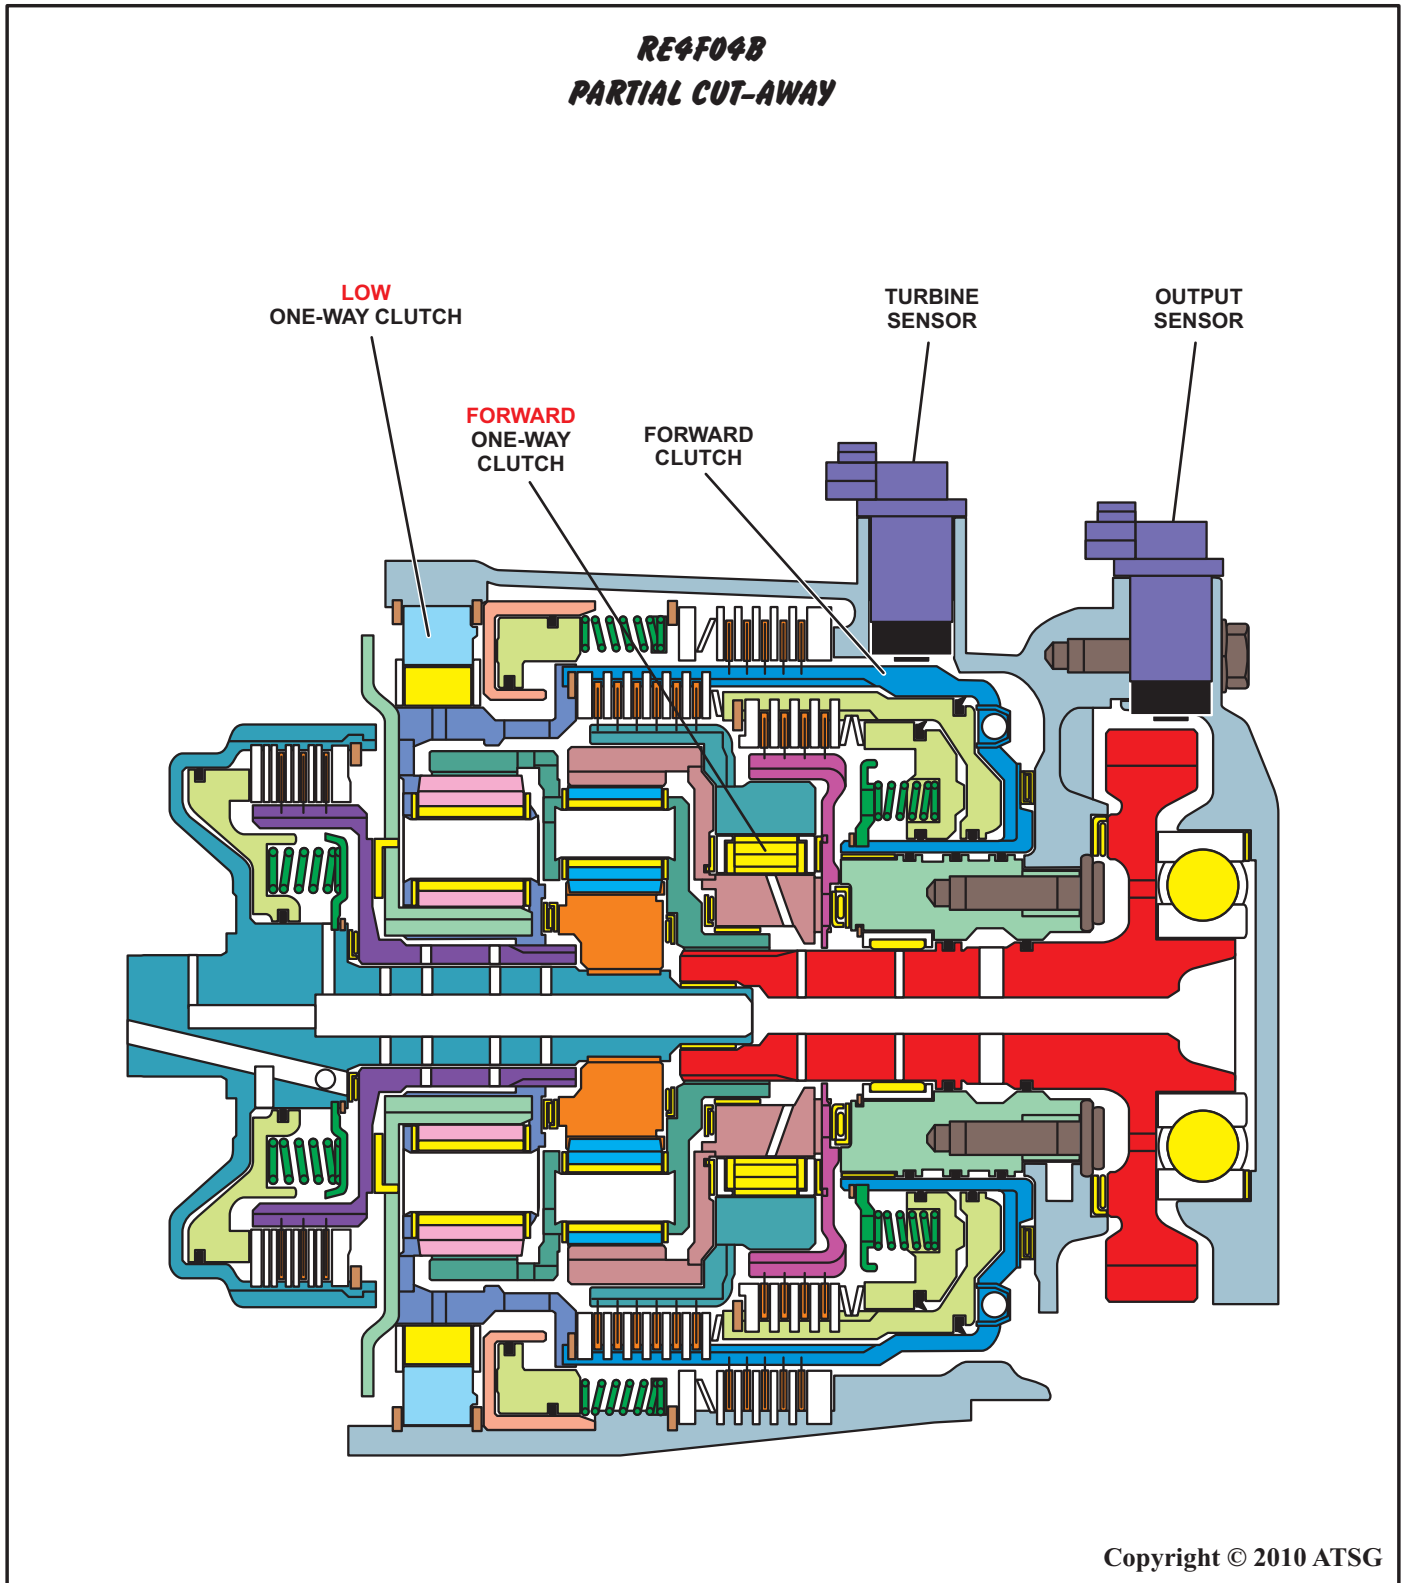 RE4F04B
PARTIAL CUT-AWAY
LOW
ONE-WAY CLUTCH
TURBINE
SENSOR
OUTPUT
SENSOR
FORWARD
ONE-WAY
CLUTCH
FORWARD
CLUTCH
Copyright © 2010 ATSG